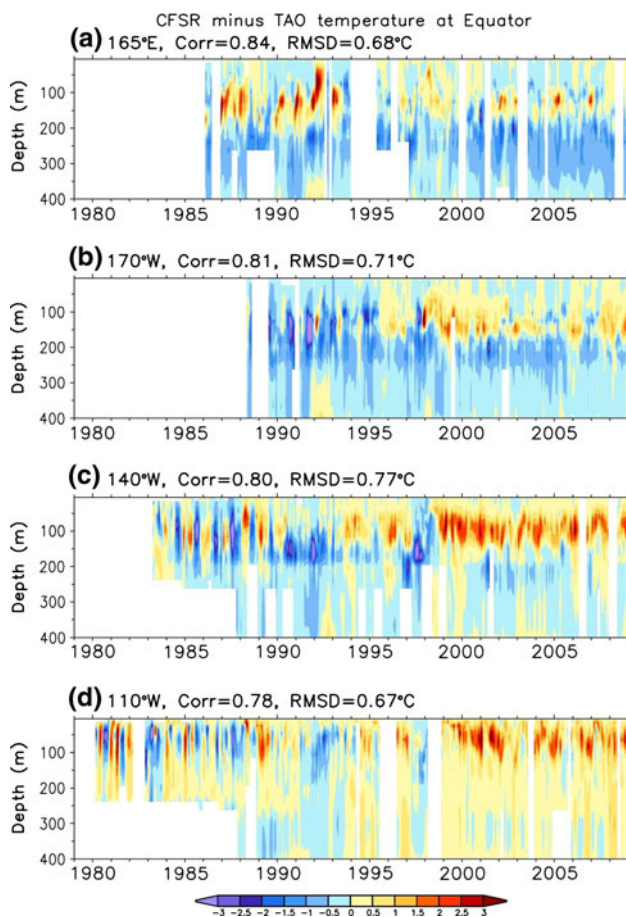 CFSR minus TAO temperature at Equator
(a) 165°E, Corr=0.84, RMSD=0.68°C
Depth (m)
100
200
300
400
1980 1985 1990 1995 2000 2005
(b) 170°W, Corr=0.81, RMSD=0.71°C
Depth (m)
100
200
300
400
1980 1985 1990 1995 2000 2005
(c) 140°W, Corr=0.80, RMSD=0.77°C
Depth (m)
100
200
300
400
1980 1985 1990 1995 2000 2005
(d) 110°W, Corr=0.78, RMSD=0.67°C
Depth (m)
100
200
300
400
1980 1985 1990 1995 2000 2005
-3 -2.5 -2 -1.5 -1 -0.5 0 0.5 1 1.5 2 2.5 3